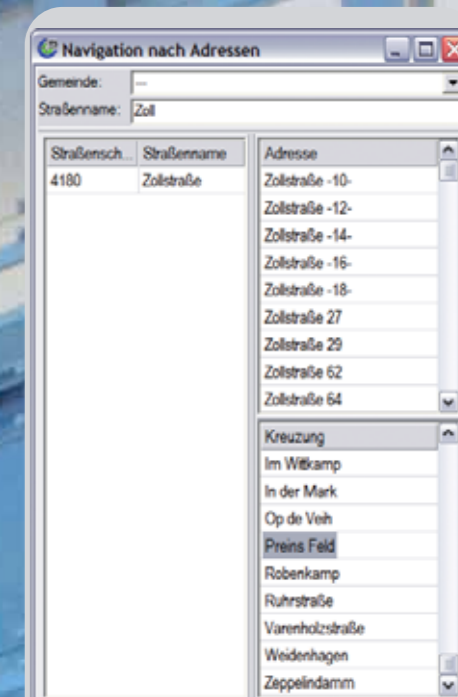 Navigation nach Adressen
Gemeinde: ---
Straßenname: Zoll
Straßensch... Straßenname
4180 Zollstraße
Adresse
Zollstraße -10-
Zollstraße -12-
Zollstraße -14-
Zollstraße -16-
Zollstraße -18-
Zollstraße 27
Zollstraße 29
Zollstraße 62
Zollstraße 64
Kreuzung
Im Wittkamp
In der Mark
Op de Veih
Preins Feld
Robenkamp
Ruhrstraße
Varenholzstraße
Weidenhagen
Zeppelindamm